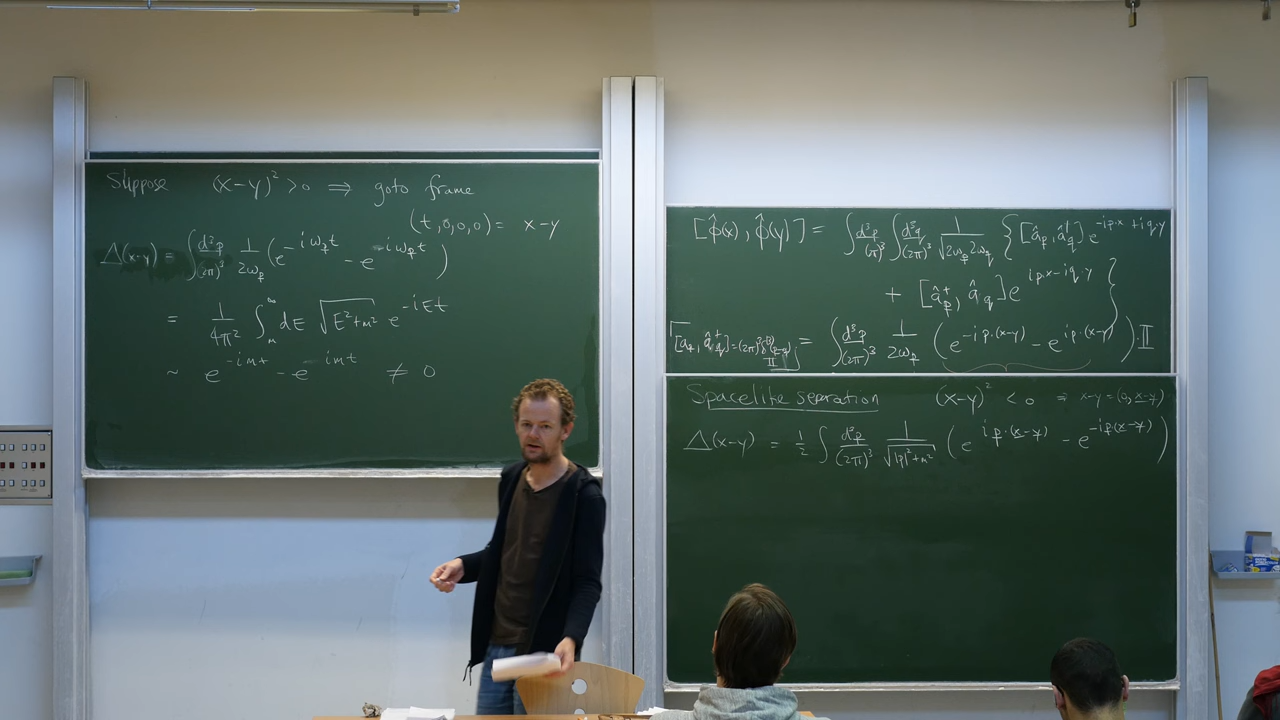 Suppose (x-y)² > 0 ⇒ goto frame
(t,0,0,0) = x-y
Δ(x-y) = ∫ d³p/(2π)³ 1/2ω_p (e^{-iω_p t} - e^{-iω_p t})
= 1/4π² ∫_m^∞ dE √(E²+m²) e^{-iEt}
~ e^{-imt} - e^{-imt} ≠ 0
[ϕ̂(x), ϕ̂(y)] = ∫ d³p/(2π)³ ∫ d³q/(2π)³ 1/√(2ω_p 2ω_q) { [â_p, â_q†] e^{-ip·x + iq·y}
+ [â_p†, â_q] e^{ip·x - iq·y} }
= ∫ d³p/(2π)³ 1/2ω_p (e^{-ip·(x-y)} - e^{ip·(x-y)}) · 𝕀
Spacelike separation (x-y)² < 0 ⇒ x-y = (0, x-y)
Δ(x-y) = 1/2 ∫ d³p/(2π)³ 1/√(|p|²+m²) (e^{ip·(x-y)} - e^{-ip(x-y)})